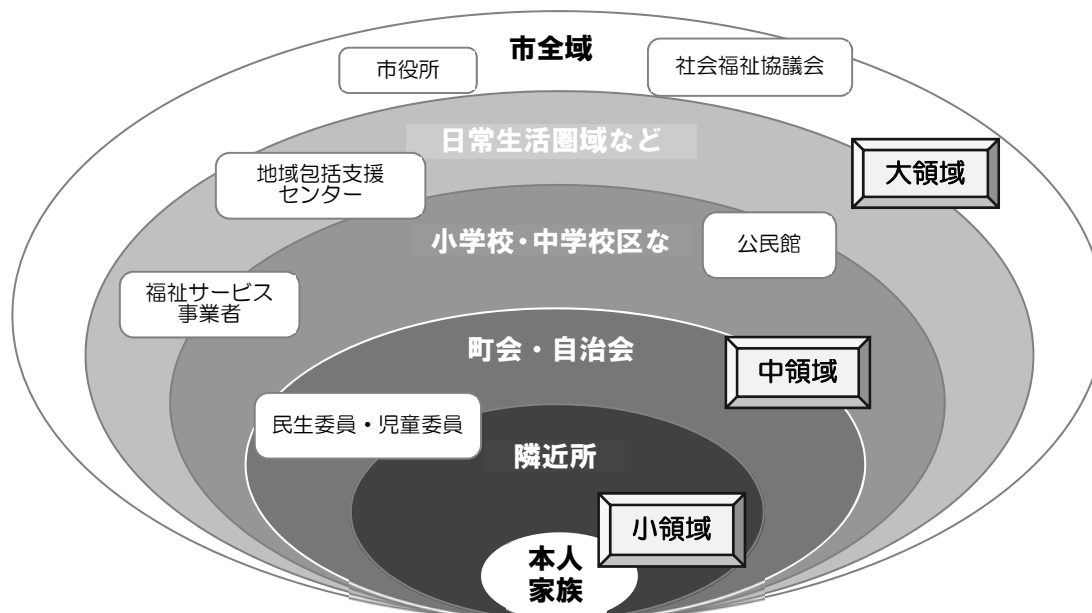 市全域
市役所
社会福祉協議会
日常生活圏域など
大領域
地域包括支援
センター
小学校・中学校区な
公民館
福祉サービス
事業者
町会・自治会
中領域
民生委員・児童委員
隣近所
小領域
本人
家族